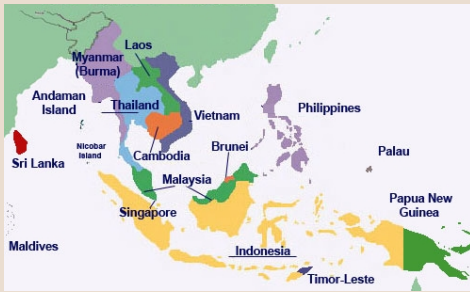 Laos
Myanmar
(Burma)
Andaman
Island
Thailand
Vietnam
Philippines
Nicobar
Island
Sri Lanka
Cambodia
Brunei
Palau
Malaysia
Singapore
Papua New
Guinea
Maldives
Indonesia
Timor-Leste